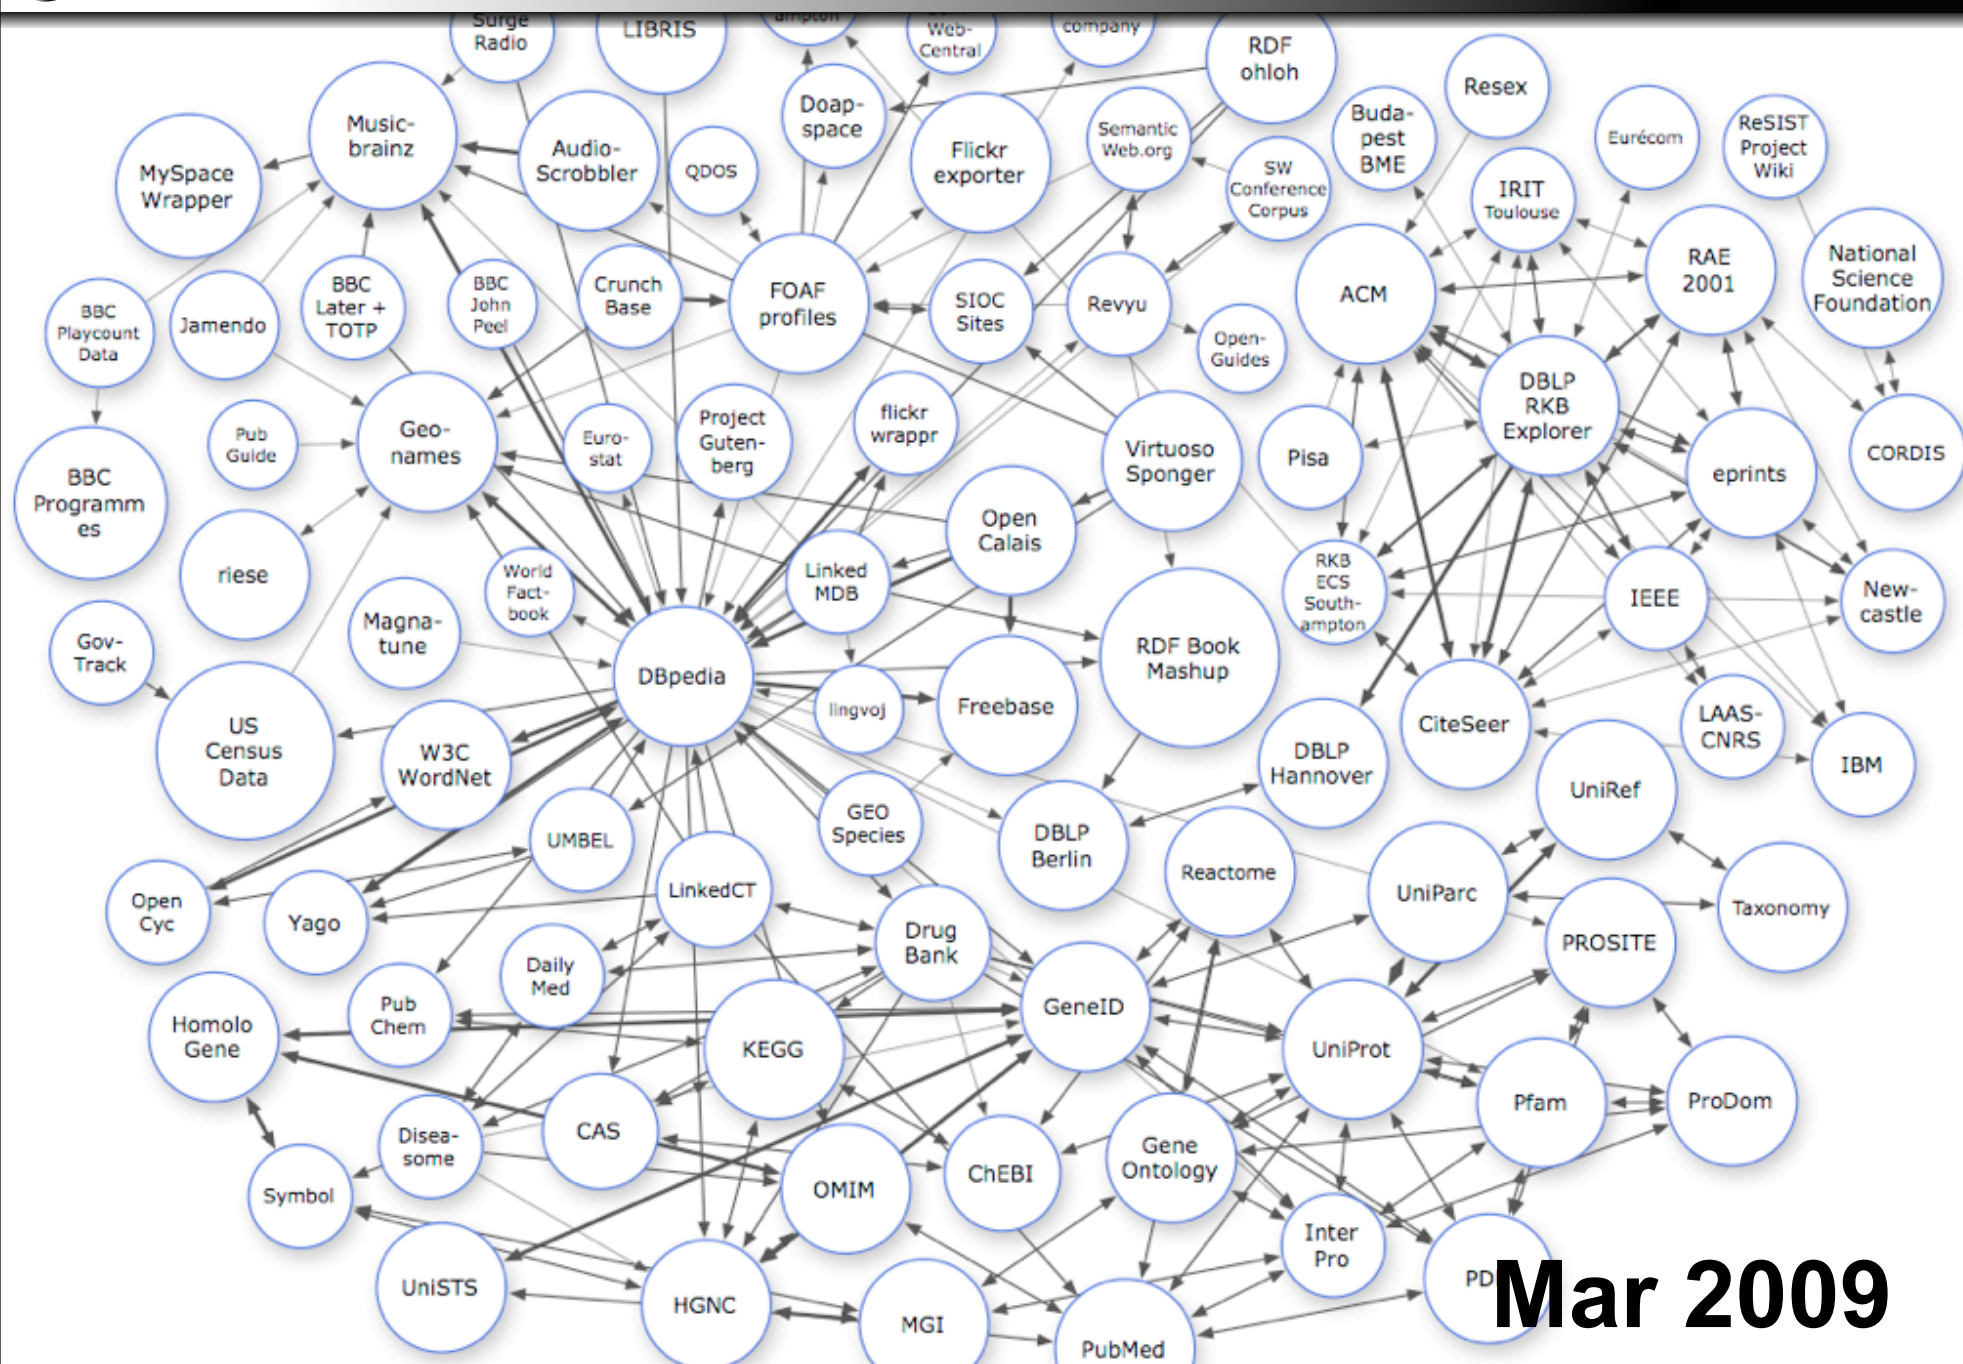 Surge
Radio
LIBRIS
ampton
Web-
Central
company
RDF
ohloh
Resex
Music-
brainz
Doap-
space
Flickr
exporter
Semantic
Web.org
Buda-
pest
BME
Eurécom
ReSIST
Project
Wiki
MySpace
Wrapper
Audio-
Scrobbler
QDOS
SW
Conference
Corpus
IRIT
Toulouse
RAE
2001
National
Science
Foundation
BBC
Playcount
Data
Jamendo
BBC
Later +
TOTP
BBC
John
Peel
Crunch
Base
FOAF
profiles
SIOC
Sites
Revyu
Open-
Guides
ACM
DBLP
RKB
Explorer
BBC
Programm
es
Pub
Guide
Geo-
names
Euro-
stat
Project
Guten-
berg
flickr
wrappr
Virtuoso
Sponger
Pisa
eprints
CORDIS
riese
World
Fact-
book
Linked
MDB
Open
Calais
RKB
ECS
South-
ampton
IEEE
New-
castle
Gov-
Track
Magna-
tune
DBpedia
lingvoj
Freebase
RDF Book
Mashup
CiteSeer
LAAS-
CNRS
IBM
US
Census
Data
W3C
WordNet
DBLP
Hannover
UniRef
UMBEL
GEO
Species
DBLP
Berlin
Reactome
UniParc
Taxonomy
Open
Cyc
Yago
LinkedCT
Drug
Bank
PROSITE
Daily
Med
Homolo
Gene
Pub
Chem
KEGG
GeneID
UniProt
Pfam
ProDom
Disea-
some
CAS
OMIM
ChEBI
Gene
Ontology
Symbol
Inter
Pro
UniSTS
HGNC
MGI
PubMed
PD
Mar 2009